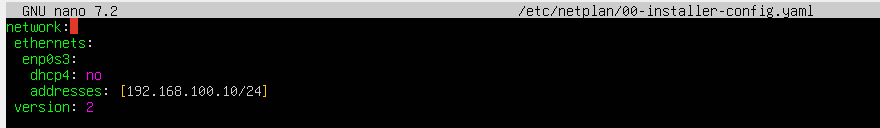 GNU nano 7.2 /etc/netplan/00-installer-config.yaml
network:
 ethernets:
  enp0s3:
   dhcp4: no
   addresses: [192.168.100.10/24]
 version: 2